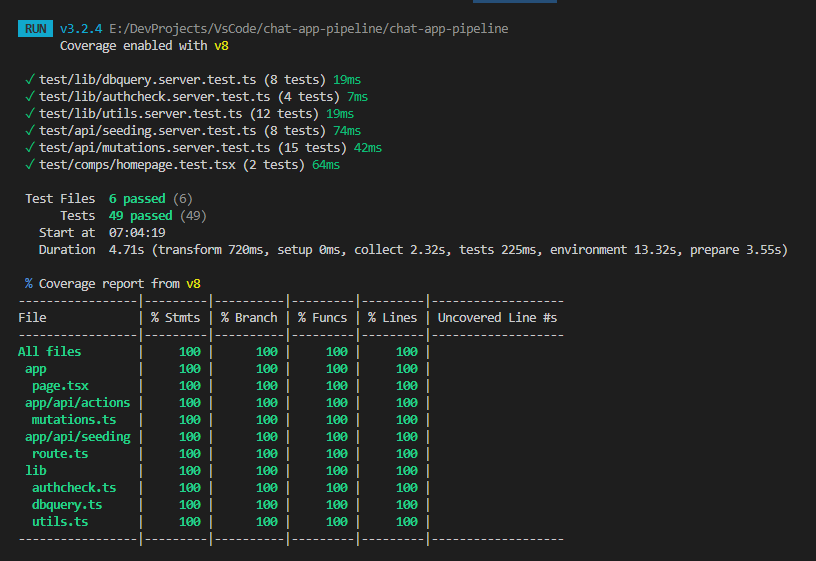 RUN v3.2.4 E:/DevProjects/VsCode/chat-app-pipeline/chat-app-pipeline
Coverage enabled with v8
✓ test/lib/dbquery.server.test.ts (8 tests) 19ms
✓ test/lib/authcheck.server.test.ts (4 tests) 7ms
✓ test/lib/utils.server.test.ts (12 tests) 19ms
✓ test/api/seeding.server.test.ts (8 tests) 74ms
✓ test/api/mutations.server.test.ts (15 tests) 42ms
✓ test/comps/homepage.test.tsx (2 tests) 64ms
Test Files 6 passed (6)
Tests 49 passed (49)
Start at 07:04:19
Duration 4.71s (transform 720ms, setup 0ms, collect 2.32s, tests 225ms, environment 13.32s, prepare 3.55s)
% Coverage report from v8
-----------------|---------|----------|---------|---------|-------------------
File | % Stmts | % Branch | % Funcs | % Lines | Uncovered Line #s
-----------------|---------|----------|---------|---------|-------------------
All files | 100 | 100 | 100 | 100 |
app | 100 | 100 | 100 | 100 |
page.tsx | 100 | 100 | 100 | 100 |
app/api/actions | 100 | 100 | 100 | 100 |
mutations.ts | 100 | 100 | 100 | 100 |
app/api/seeding | 100 | 100 | 100 | 100 |
route.ts | 100 | 100 | 100 | 100 |
lib | 100 | 100 | 100 | 100 |
authcheck.ts | 100 | 100 | 100 | 100 |
dbquery.ts | 100 | 100 | 100 | 100 |
utils.ts | 100 | 100 | 100 | 100 |
-----------------|---------|----------|---------|---------|-------------------